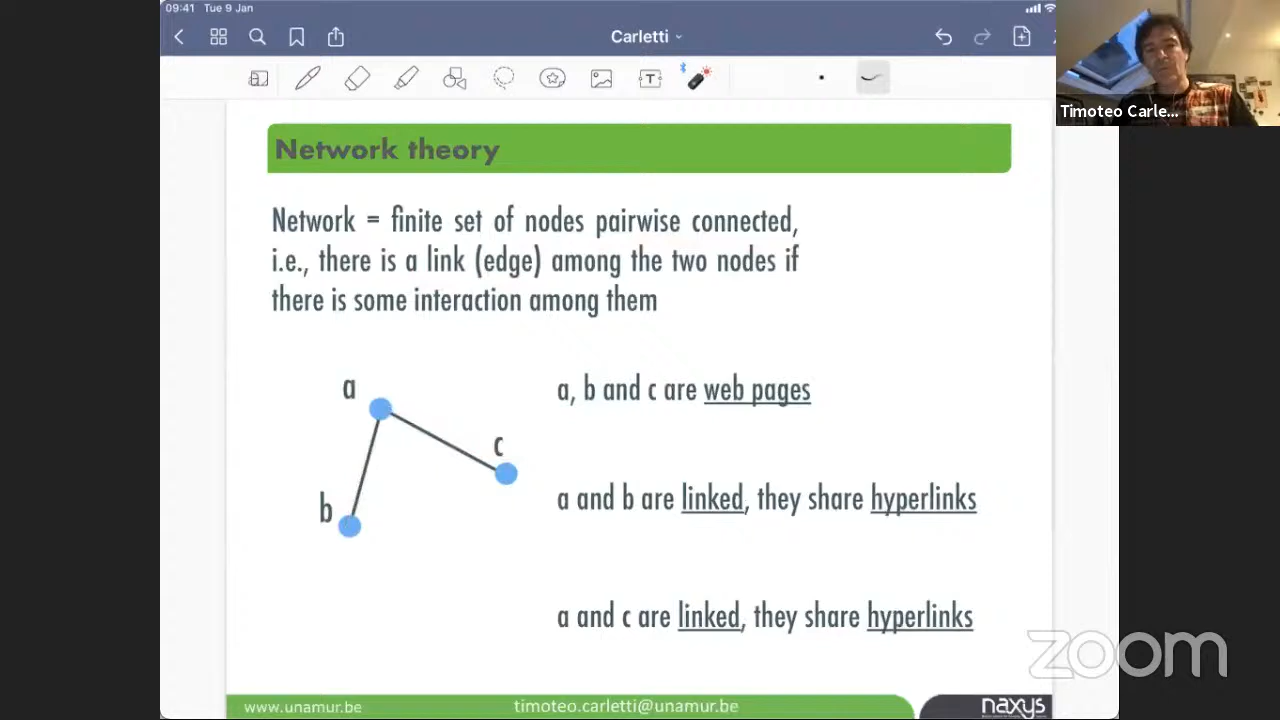 09:41 Tue 9 Jan
Carletti
T
Timoteo Carle...
Network theory
Network = finite set of nodes pairwise connected,
i.e., there is a link (edge) among the two nodes if
there is some interaction among them
a
a, b and c are web pages
c
b
a and b are linked, they share hyperlinks
a and c are linked, they share hyperlinks
zoom
www.unamur.be
timoteo.carletti@unamur.be
naxys